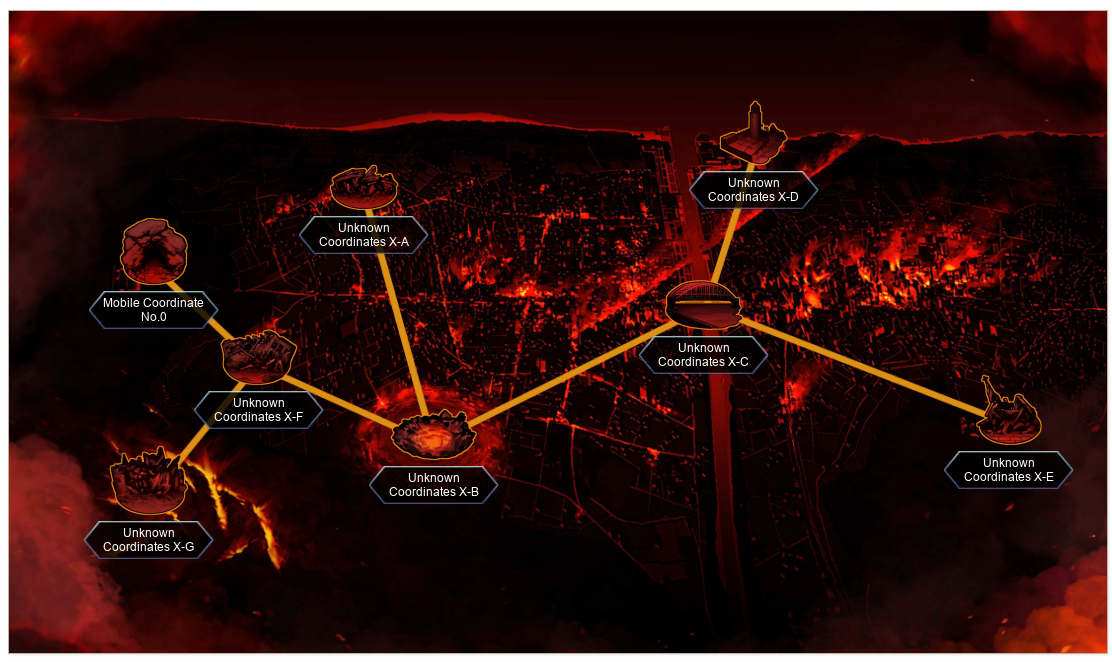 Unknown
Coordinates X-D
Unknown
Coordinates X-A
Mobile Coordinate
No.0
Unknown
Coordinates X-C
Unknown
Coordinates X-F
Unknown
Coordinates X-E
Unknown
Coordinates X-B
Unknown
Coordinates X-G